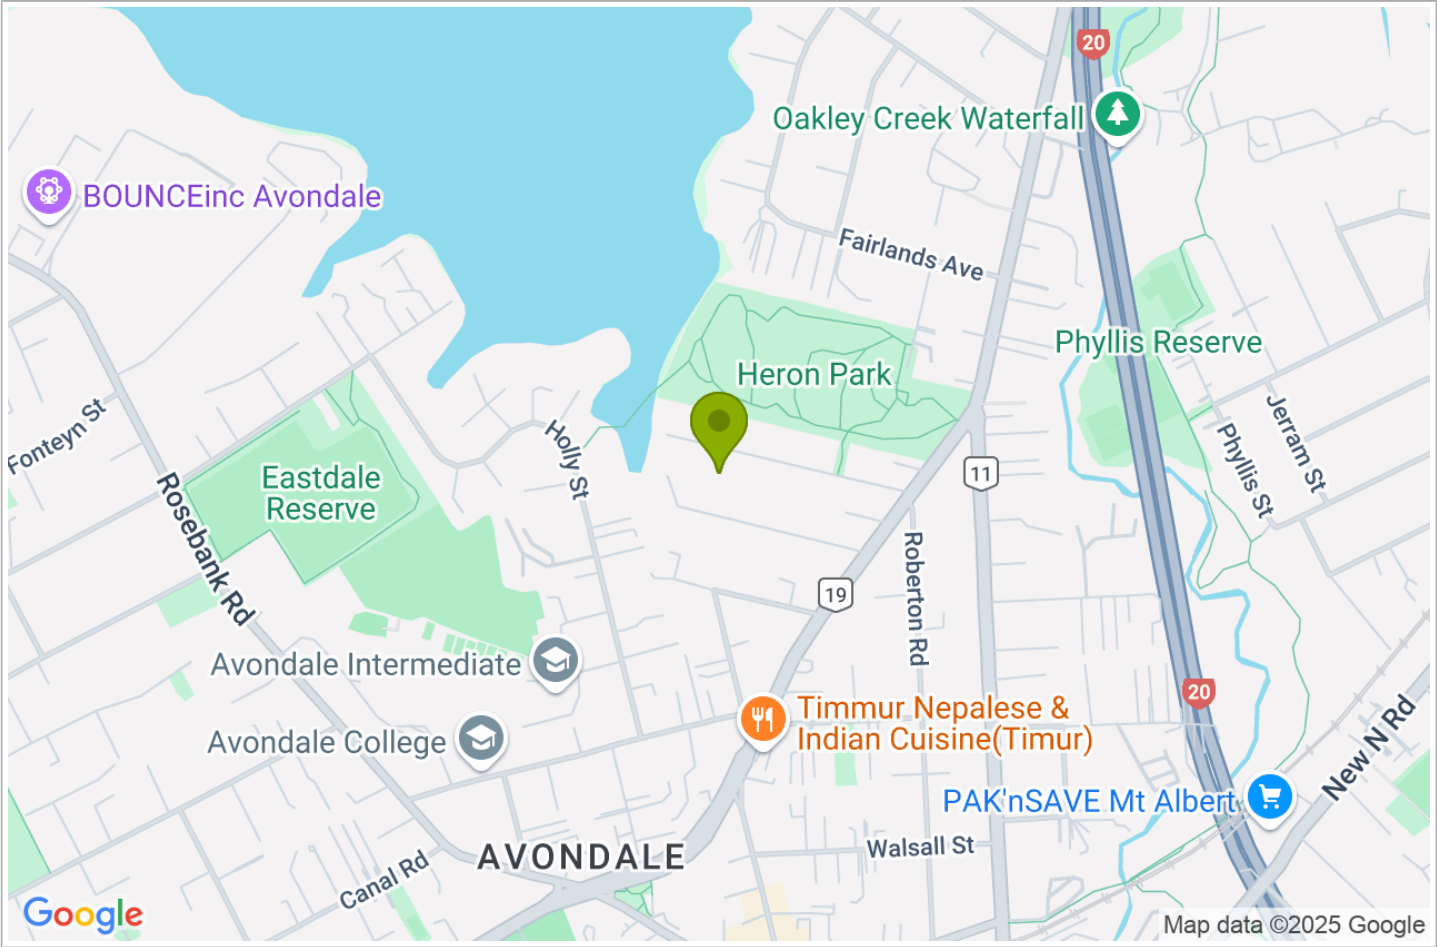 20
Oakley Creek Waterfall
BOUNCEinc Avondale
Fairlands Ave
Phyllis Reserve
Heron Park
Fonteyn St
Holly St
Jerram St
Phyllis St
11
Eastdale
Reserve
Rosebank Rd
Roberton Rd
19
Avondale Intermediate
20
Timmur Nepalese &
Indian Cuisine(Timur)
Avondale College
New N Rd
PAK'nSAVE Mt Albert
Walsall St
AVONDALE
Canal Rd
Google
Map data ©2025 Google